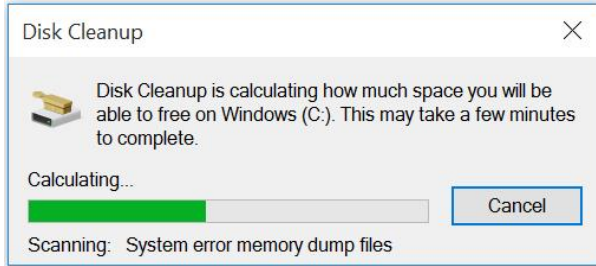 Disk Cleanup
Disk Cleanup is calculating how much space you will be
able to free on Windows (C:). This may take a few minutes
to complete.
Calculating...
Cancel
Scanning: System error memory dump files